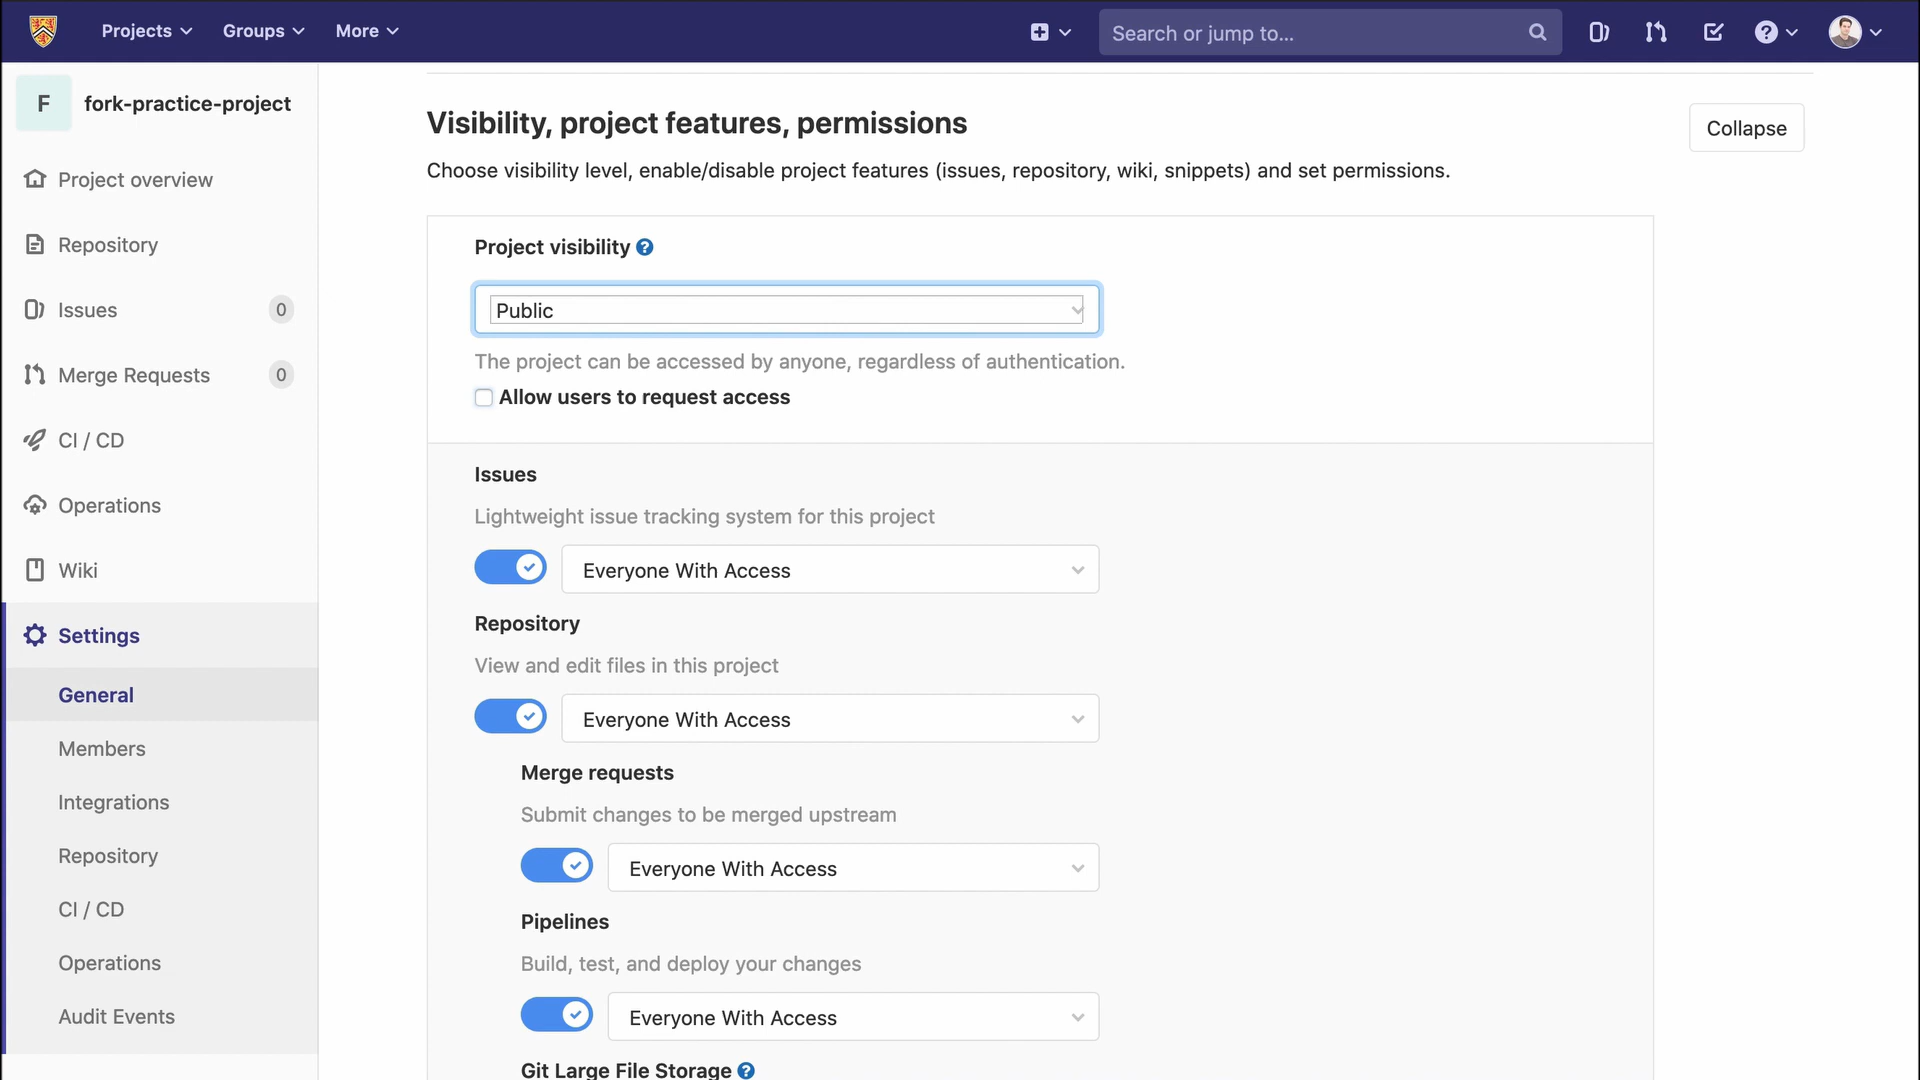 Projects Groups More Search or jump to...
F fork-practice-project
Project overview
Repository
Issues 0
Merge Requests 0
CI / CD
Operations
Wiki
Settings
General
Members
Integrations
Repository
CI / CD
Operations
Audit Events
Visibility, project features, permissions
Collapse
Choose visibility level, enable/disable project features (issues, repository, wiki, snippets) and set permissions.
Project visibility
Public
The project can be accessed by anyone, regardless of authentication.
Allow users to request access
Issues
Lightweight issue tracking system for this project
Everyone With Access
Repository
View and edit files in this project
Everyone With Access
Merge requests
Submit changes to be merged upstream
Everyone With Access
Pipelines
Build, test, and deploy your changes
Everyone With Access
Git Large File Storage